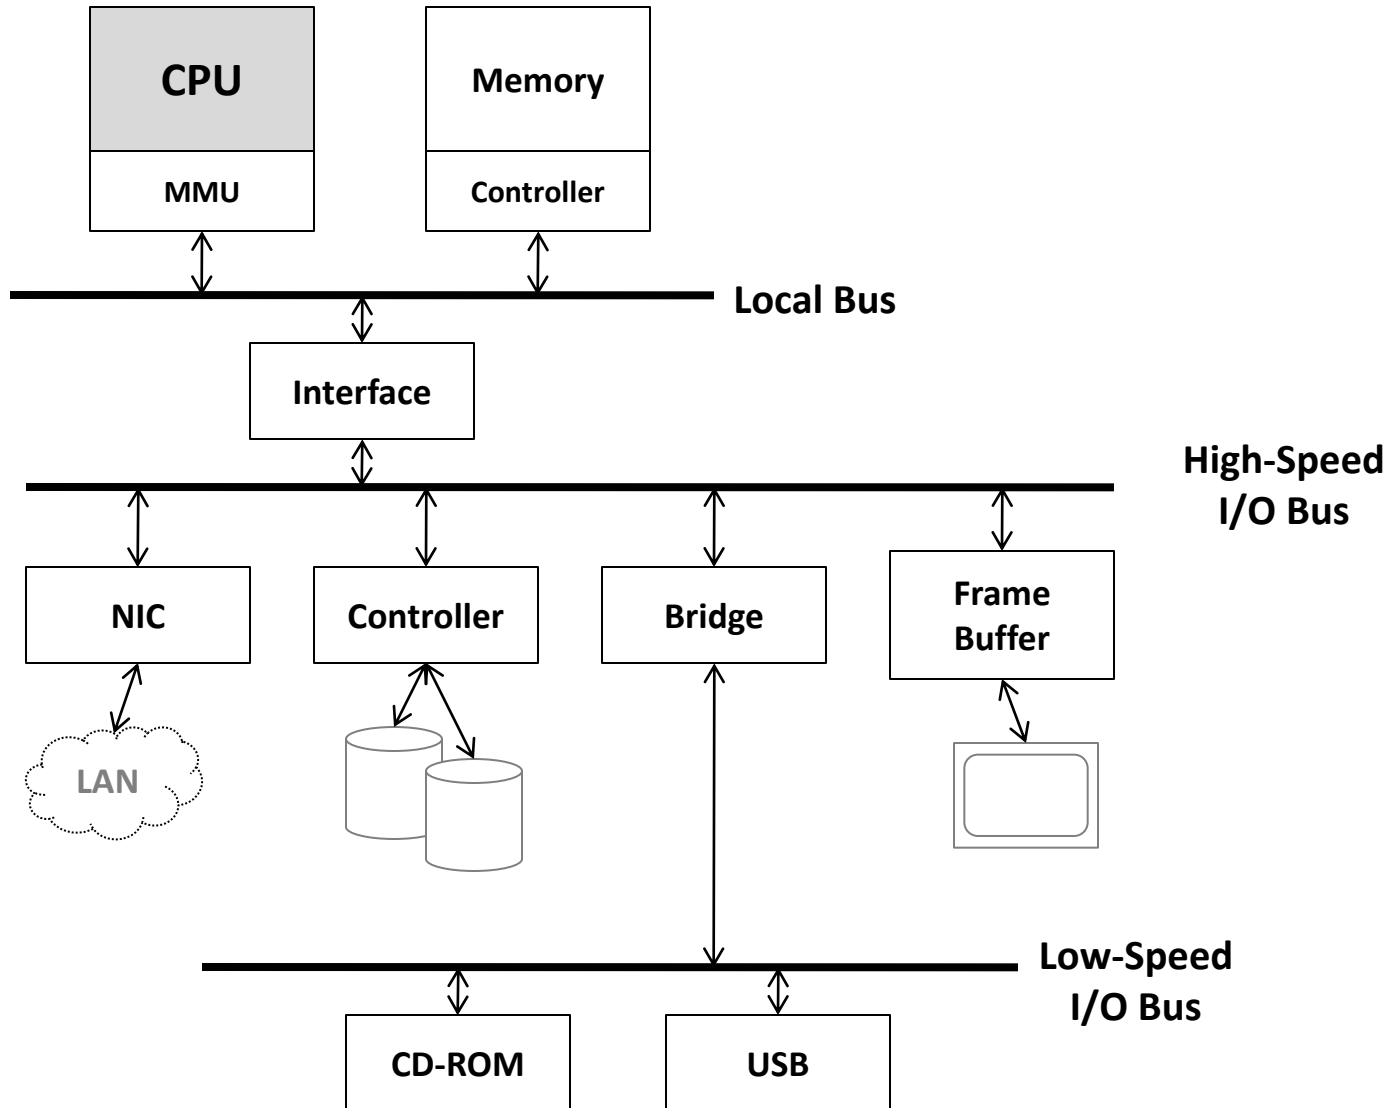 CPU
Memory
MMU
Controller
Local Bus
Interface
High-Speed
I/O Bus
NIC
Controller
Bridge
Frame
Buffer
LAN
Low-Speed
I/O Bus
CD-ROM
USB